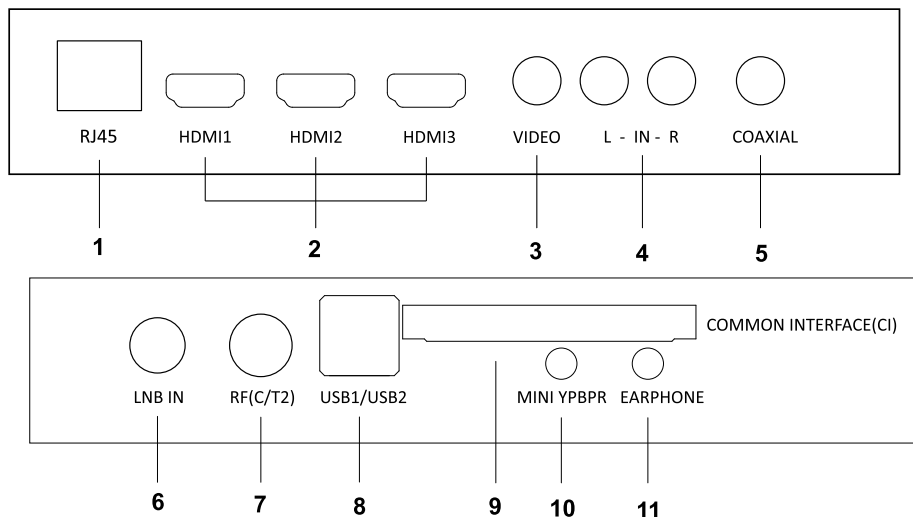 RJ45 HDMI1 HDMI2 HDMI3 VIDEO L - IN - R COAXIAL
1 2 3 4 5
COMMON INTERFACE(CI)
LNB IN RF(C/T2) USB1/USB2 MINI YPBPR EARPHONE
6 7 8 9 10 11